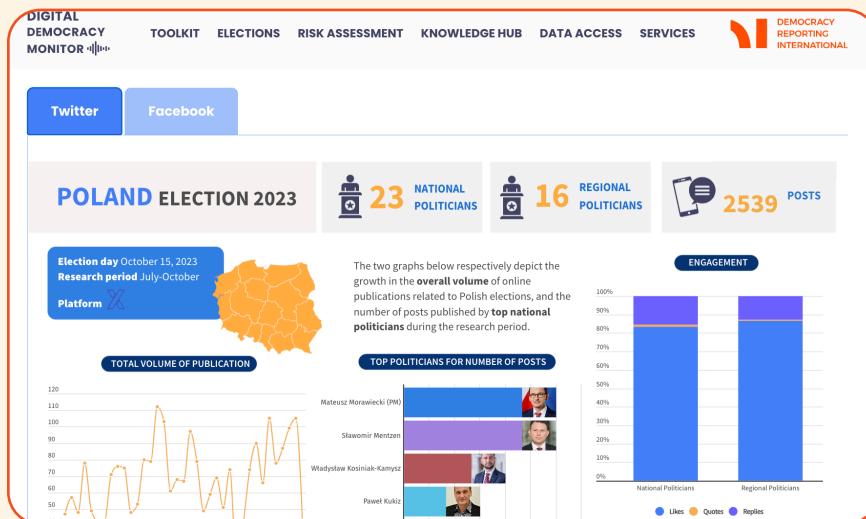 DIGITAL
DEMOCRACY
MONITOR
TOOLKIT ELECTIONS RISK ASSESSMENT KNOWLEDGE HUB DATA ACCESS SERVICES
DEMOCRACY
REPORTING
INTERNATIONAL
Twitter Facebook
POLAND ELECTION 2023
23 NATIONAL
POLITICIANS
16 REGIONAL
POLITICIANS
2539 POSTS
Election day October 15, 2023
Research period July-October
Platform X
The two graphs below respectively depict the
growth in the overall volume of online
publications related to Polish elections, and the
number of posts published by top national
politicians during the research period.
TOTAL VOLUME OF PUBLICATION
120
110
100
90
80
70
60
50
TOP POLITICIANS FOR NUMBER OF POSTS
Mateusz Morawiecki (PM)
Sławomir Mentzen
Władysław Kosiniak-Kamysz
Paweł Kukiz
ENGAGEMENT
100%
90%
80%
70%
60%
50%
40%
30%
20%
10%
0%
National Politicians Regional Politicians
Likes Quotes Replies